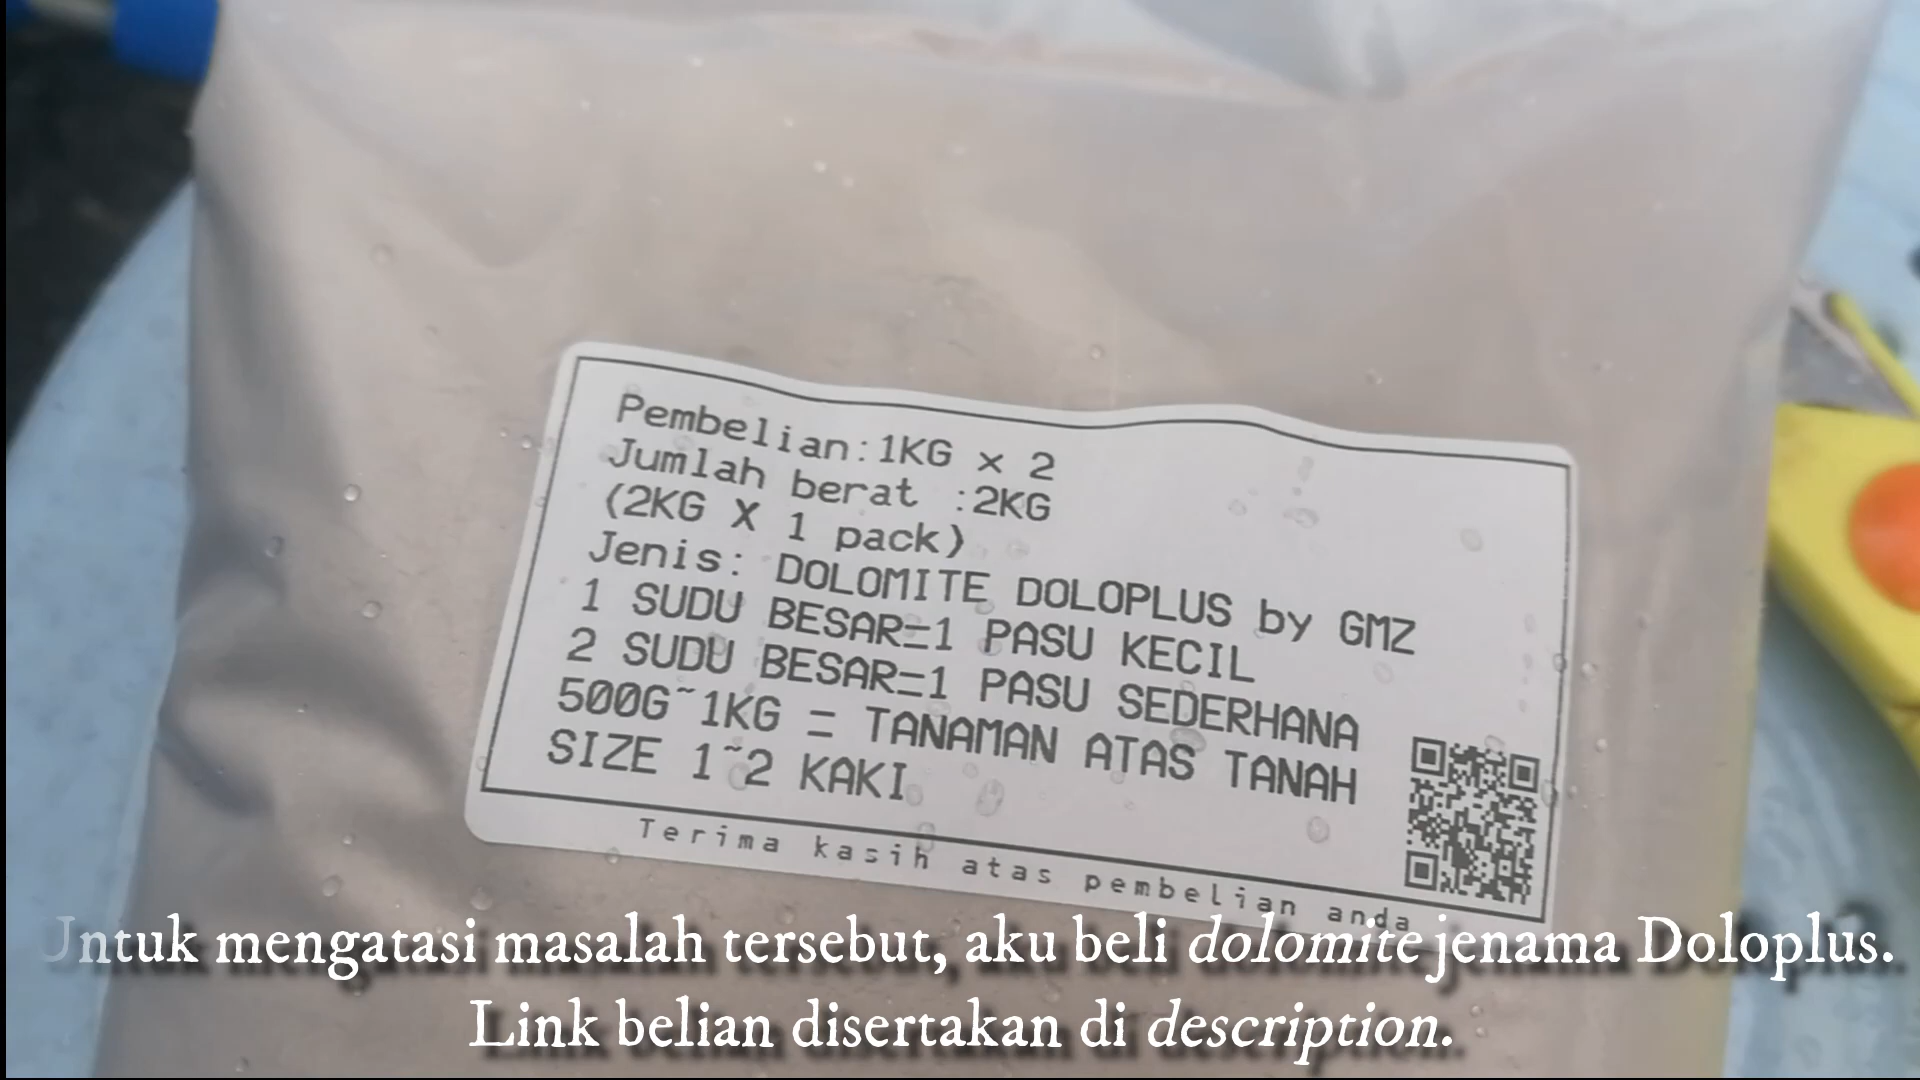 Pembelian:1KG x 2
Jumlah berat :2KG
(2KG X 1 pack)
Jenis: DOLOMITE DOLOPLUS by GMZ
1 SUDU BESAR=1 PASU KECIL
2 SUDU BESAR=1 PASU SEDERHANA
500G~1KG = TANAMAN ATAS TANAH
SIZE 1~2 KAKI
Terima kasih atas pembelian anda
Untuk mengatasi masalah tersebut, aku beli dolomite jenama Doloplus.
Link belian disertakan di description.